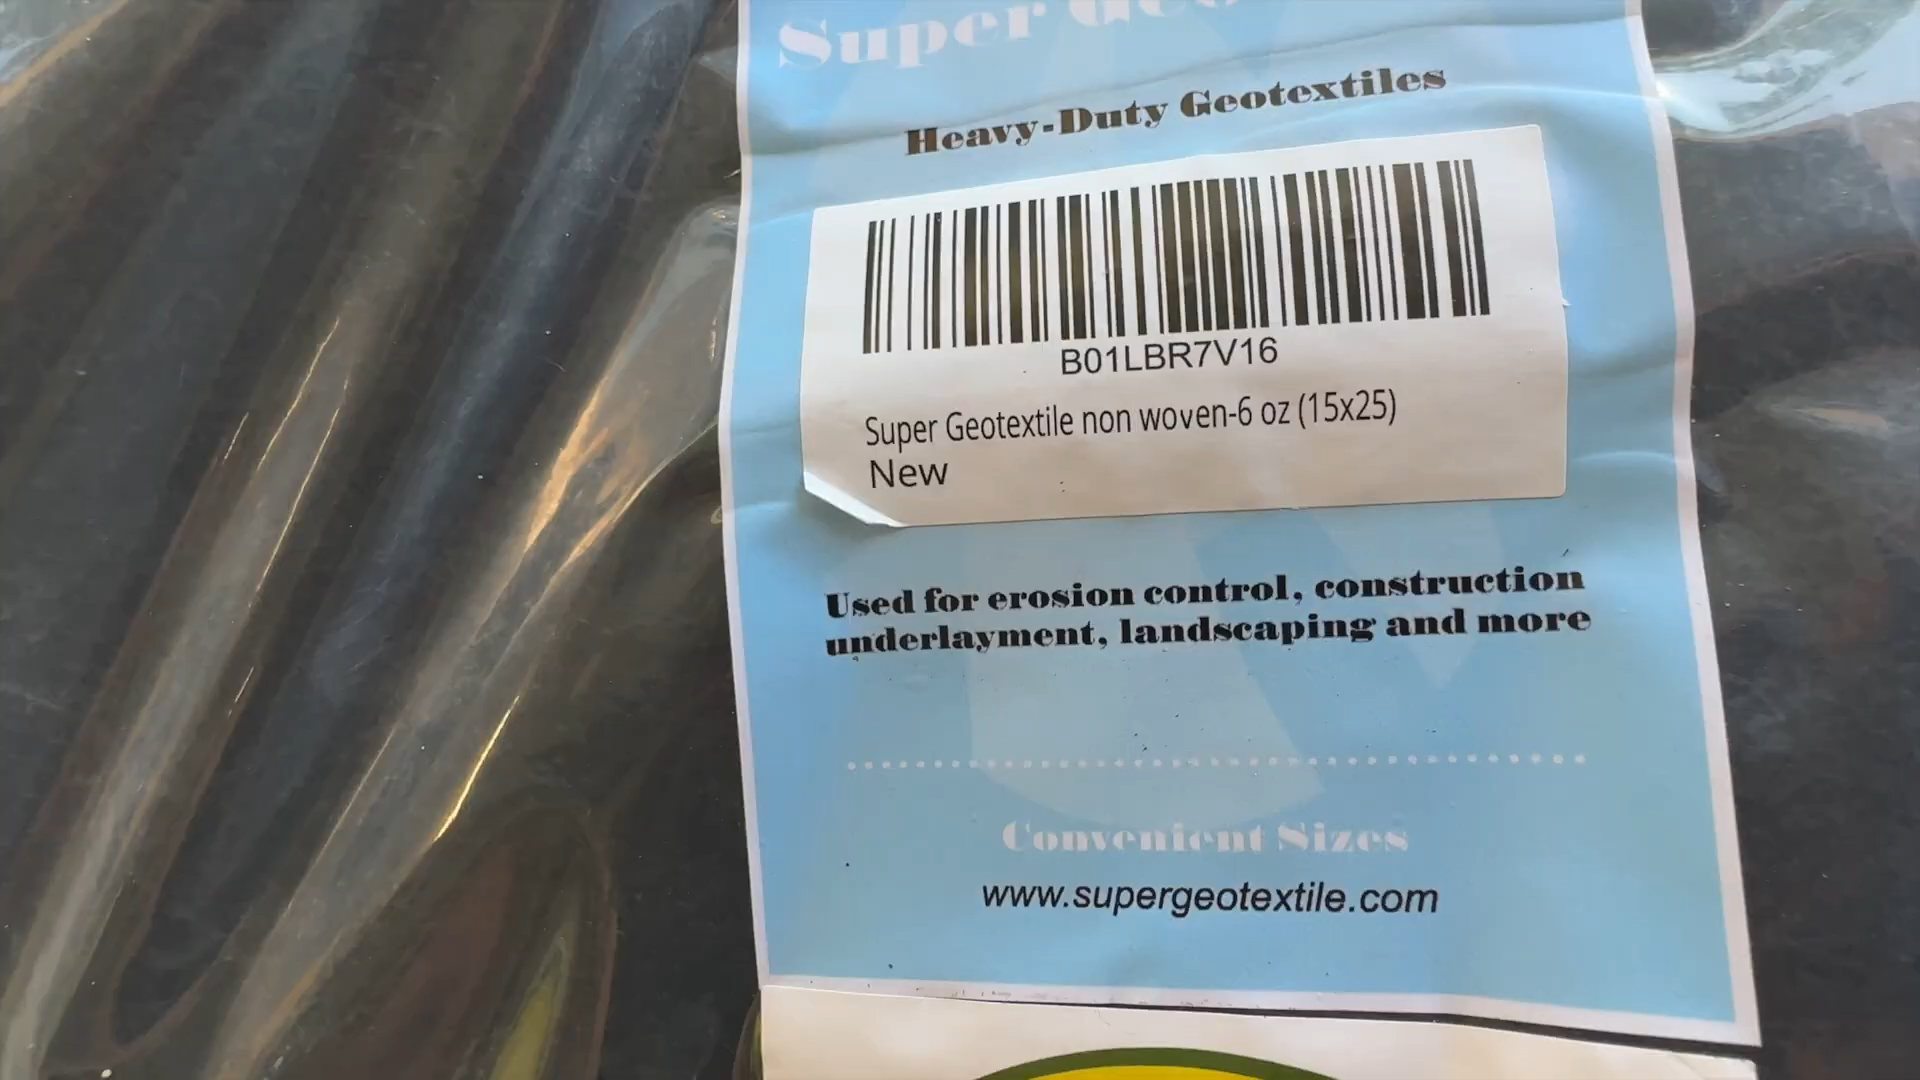 Super
Heavy-Duty Geotextiles
B01LBR7V16
Super Geotextile non woven-6 oz (15x25)
New
Used for erosion control, construction
underlayment, landscaping and more
Convenient Sizes
www.supergeotextile.com